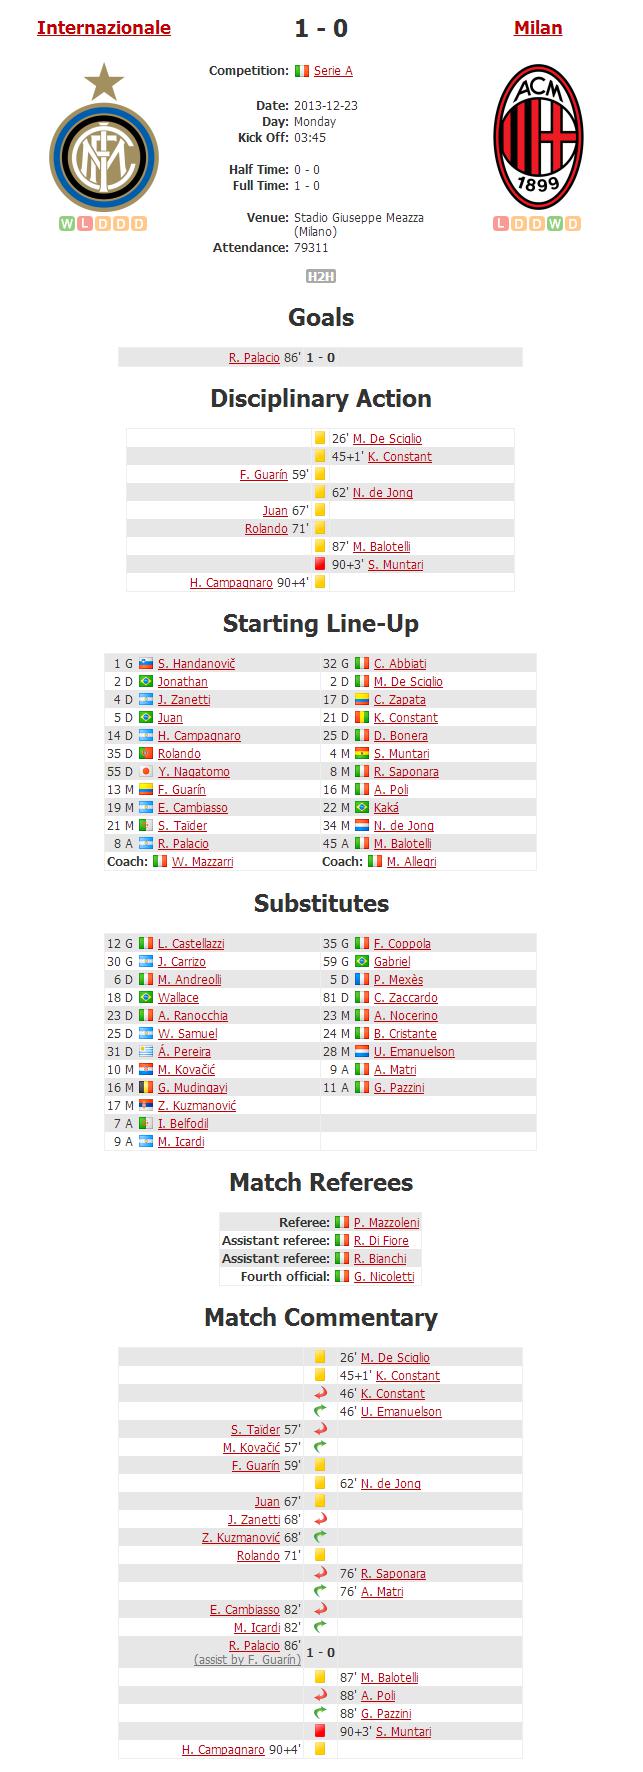 Internazionale 1 - 0 Milan
Competition: Serie A
Date: 2013-12-23
Day: Monday
Kick Off: 03:45
Half Time: 0 - 0
Full Time: 1 - 0
Venue: Stadio Giuseppe Meazza
(Milano)
Attendance: 79311
ACM
1899
W L D D D
L D D W D
H2H
Goals
R. Palacio 86' 1 - 0
Disciplinary Action
26' M. De Sciglio
45+1' K. Constant
F. Guarín 59'
62' N. de Jong
Juan 67'
Rolando 71'
87' M. Balotelli
90+3' S. Muntari
H. Campagnaro 90+4'
Starting Line-Up
1 G S. Handanovič 32 G C. Abbiati
2 D Jonathan 2 D M. De Sciglio
4 D J. Zanetti 17 D C. Zapata
5 D Juan 21 D K. Constant
14 D H. Campagnaro 25 D D. Bonera
35 D Rolando 4 M S. Muntari
55 D Y. Nagatomo 8 M R. Saponara
13 M F. Guarín 16 M A. Poli
19 M E. Cambiasso 22 M Kaká
21 M S. Taïder 34 M N. de Jong
8 A R. Palacio 45 A M. Balotelli
Coach: W. Mazzarri Coach: M. Allegri
Substitutes
12 G L. Castellazzi 35 G F. Coppola
30 G J. Carrizo 59 G Gabriel
6 D M. Andreolli 5 D P. Mexès
18 D Wallace 81 D C. Zaccardo
23 D A. Ranocchia 23 M A. Nocerino
25 D W. Samuel 24 M B. Cristante
31 D Á. Pereira 28 M U. Emanuelson
10 M M. Kovačić 9 A A. Matri
16 M G. Mudingayi 11 A G. Pazzini
17 M Z. Kuzmanović
7 A I. Belfodil
9 A M. Icardi
Match Referees
Referee: P. Mazzoleni
Assistant referee: R. Di Fiore
Assistant referee: R. Bianchi
Fourth official: G. Nicoletti
Match Commentary
26' M. De Sciglio
45+1' K. Constant
46' K. Constant
46' U. Emanuelson
S. Taïder 57'
M. Kovačić 57'
F. Guarín 59'
62' N. de Jong
Juan 67'
J. Zanetti 68'
Z. Kuzmanović 68'
Rolando 71'
76' R. Saponara
76' A. Matri
E. Cambiasso 82'
M. Icardi 82'
R. Palacio 86' 1 - 0
(assist by F. Guarín)
87' M. Balotelli
88' A. Poli
88' G. Pazzini
90+3' S. Muntari
H. Campagnaro 90+4'